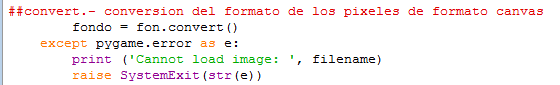 ##convert.- conversion del formato de los pixeles de formato canvas
fondo = fon.convert()
except pygame.error as e:
print ('Cannot load image: ', filename)
raise SystemExit(str(e))